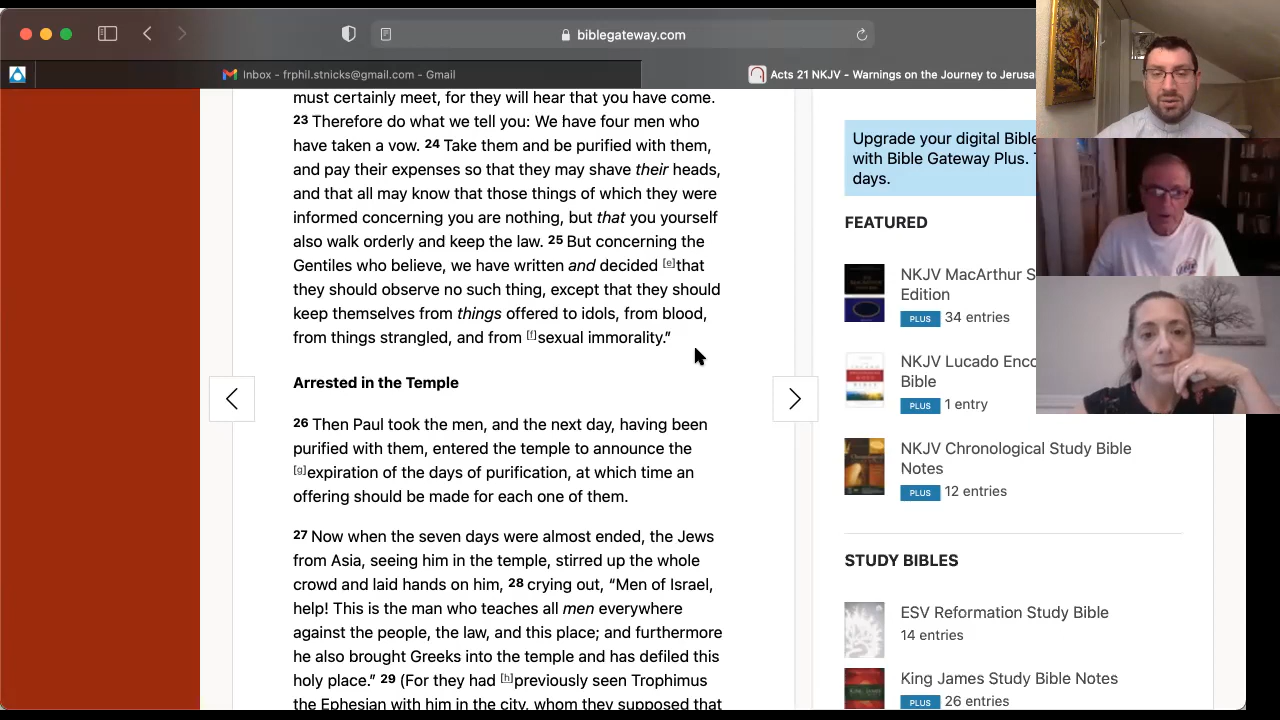 biblegateway.com
Inbox - frphil.stnicks@gmail.com - Gmail
Acts 21 NKJV - Warnings on the Journey to Jerusa
must certainly meet, for they will hear that you have come.
23 Therefore do what we tell you: We have four men who
have taken a vow. 24 Take them and be purified with them,
and pay their expenses so that they may shave their heads,
and that all may know that those things of which they were
informed concerning you are nothing, but that you yourself
also walk orderly and keep the law. 25 But concerning the
Gentiles who believe, we have written and decided [e]that
they should observe no such thing, except that they should
keep themselves from things offered to idols, from blood,
from things strangled, and from [f]sexual immorality.”
Arrested in the Temple
26 Then Paul took the men, and the next day, having been
purified with them, entered the temple to announce the
[g]expiration of the days of purification, at which time an
offering should be made for each one of them.
27 Now when the seven days were almost ended, the Jews
from Asia, seeing him in the temple, stirred up the whole
crowd and laid hands on him, 28 crying out, “Men of Israel,
help! This is the man who teaches all men everywhere
against the people, the law, and this place; and furthermore
he also brought Greeks into the temple and has defiled this
holy place.” 29 (For they had [h]previously seen Trophimus
the Ephesian with him in the city, whom they supposed that
Upgrade your digital Bible
with Bible Gateway Plus.
days.
FEATURED
NKJV MacArthur S
Edition
PLUS 34 entries
NKJV Lucado Enco
Bible
PLUS 1 entry
NKJV Chronological Study Bible
Notes
PLUS 12 entries
STUDY BIBLES
ESV Reformation Study Bible
14 entries
King James Study Bible Notes
PLUS 26 entries